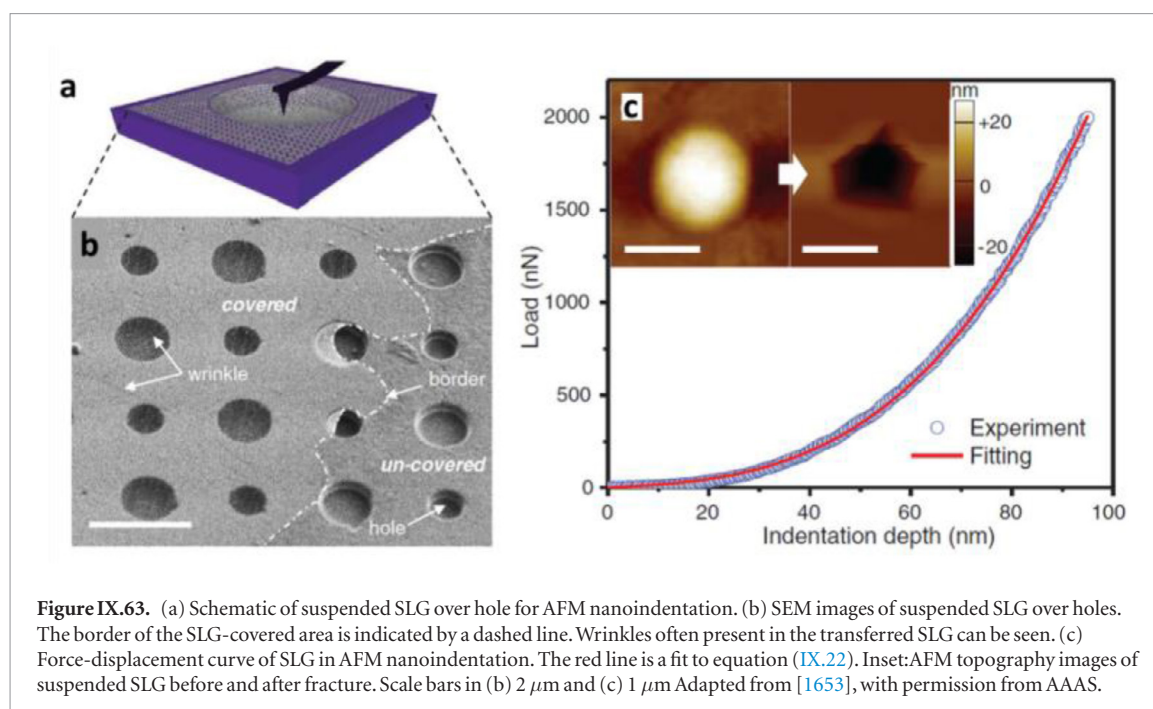 a
b
covered
wrinkle
border
un-covered
hole
c
nm
+20
0
-20
2000
1500
1000
500
0
Load (nN)
Experiment
Fitting
0 20 40 60 80 100
Indentation depth (nm)
Figure IX.63. (a) Schematic of suspended SLG over hole for AFM nanoindentation. (b) SEM images of suspended SLG over holes.
The border of the SLG-covered area is indicated by a dashed line. Wrinkles often present in the transferred SLG can be seen. (c)
Force-displacement curve of SLG in AFM nanoindentation. The red line is a fit to equation (IX.22). Inset:AFM topography images of
suspended SLG before and after fracture. Scale bars in (b) 2 μm and (c) 1 μm Adapted from [1653], with permission from AAAS.